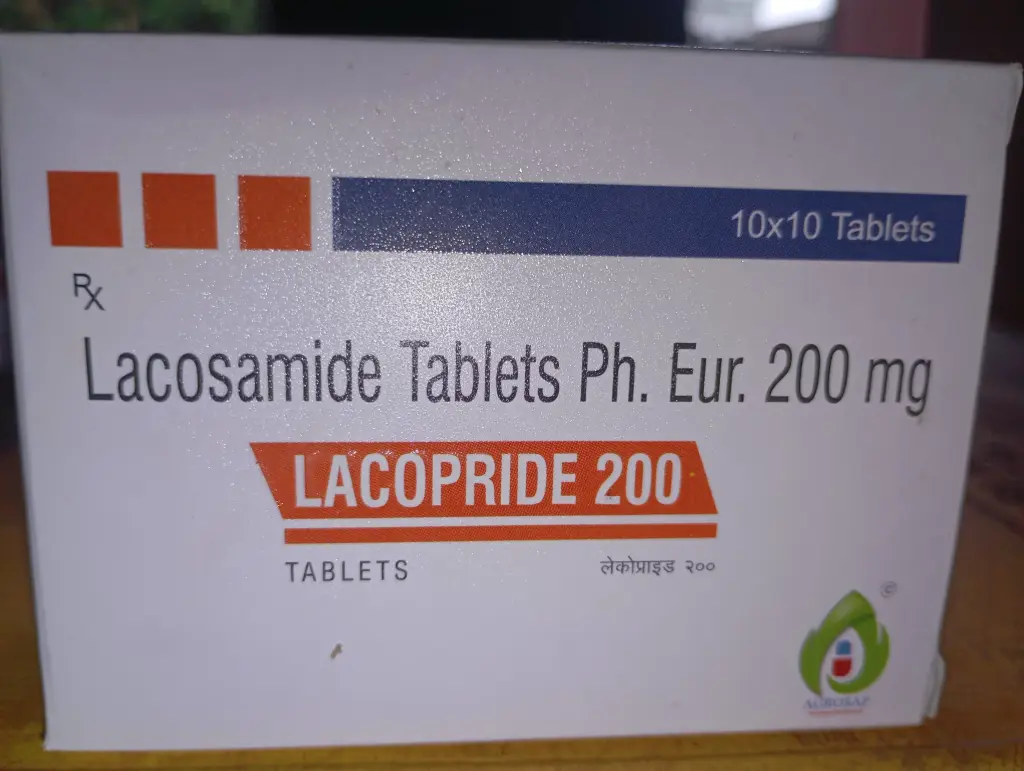 10x10 Tablets
Rx
Lacosamide Tablets Ph. Eur. 200 mg
LACOPRIDE 200
TABLETS
लेकोप्राइड २००
©